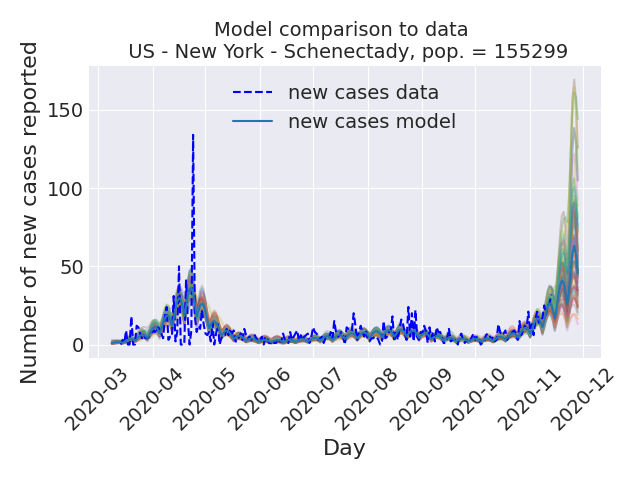 Model comparison to data
US - New York - Schenectady, pop. = 155299
new cases data
new cases model
Number of new cases reported
150
100
50
0
2020-03
2020-04
2020-05
2020-06
2020-07
2020-08
2020-09
2020-10
2020-11
2020-12
Day